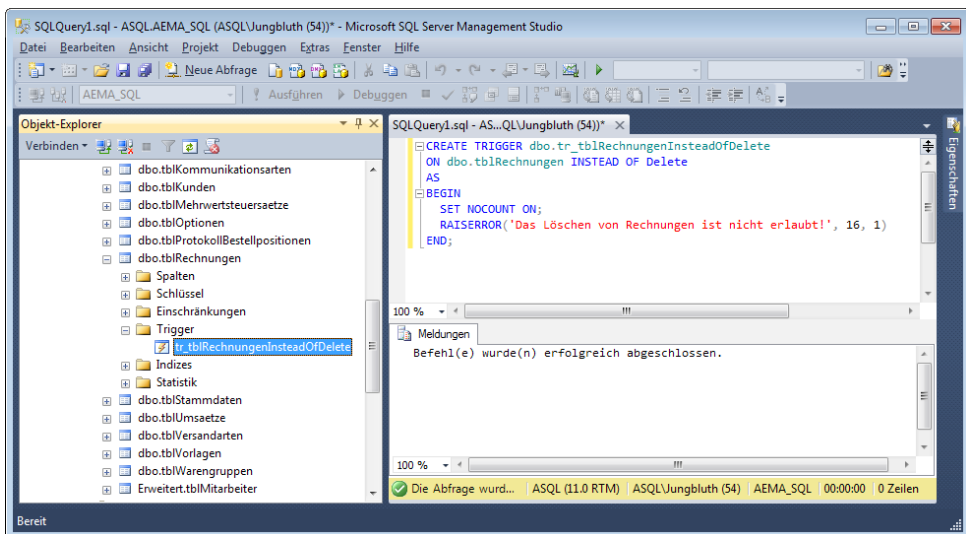 SQLQuery1.sql - ASQL.AEMA_SQL (ASQL\Jungbluth (54))* - Microsoft SQL Server Management Studio
Datei Bearbeiten Ansicht Projekt Debuggen Extras Fenster Hilfe
Neue Abfrage
AEMA_SQL Ausführen Debuggen
Objekt-Explorer
Verbinden
dbo.tblKommunikationsarten
dbo.tblKunden
dbo.tblMehrwertsteuersaetze
dbo.tblOptionen
dbo.tblProtokollBestellpositionen
dbo.tblRechnungen
Spalten
Schlüssel
Einschränkungen
Trigger
tr_tblRechnungenInsteadOfDelete
Indizes
Statistik
dbo.tblStammdaten
dbo.tblUmsaetze
dbo.tblVersandarten
dbo.tblVorlagen
dbo.tblWarengruppen
Erweitert.tblMitarbeiter
SQLQuery1.sql - AS...QL\Jungbluth (54))*
CREATE TRIGGER dbo.tr_tblRechnungenInsteadOfDelete
ON dbo.tblRechnungen INSTEAD OF Delete
AS
BEGIN
SET NOCOUNT ON;
RAISERROR('Das Löschen von Rechnungen ist nicht erlaubt!', 16, 1)
END;
100 %
Meldungen
Befehl(e) wurde(n) erfolgreich abgeschlossen.
100 %
Die Abfrage wurd... ASQL (11.0 RTM) ASQL\Jungbluth (54) AEMA_SQL 00:00:00 0 Zeilen
Eigenschaften
Bereit